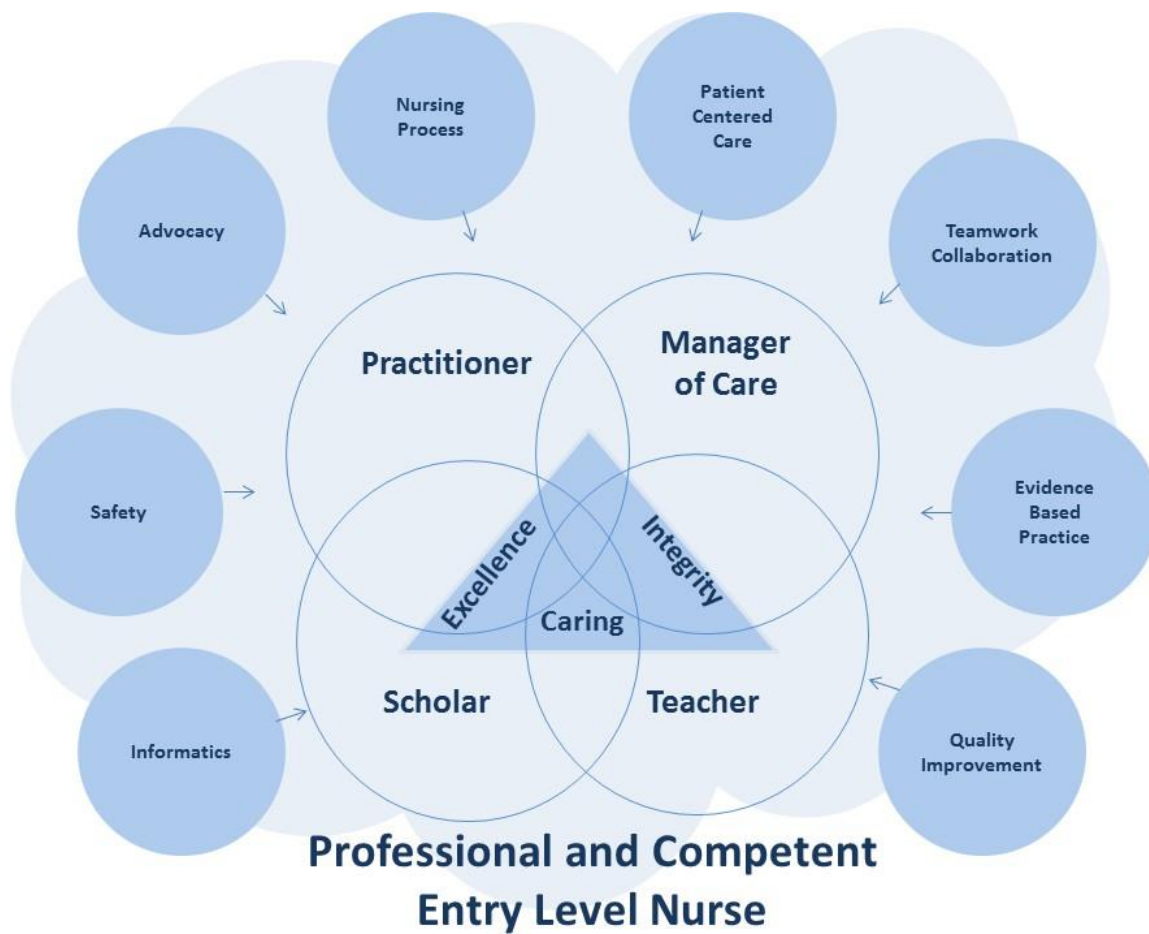 Nursing
Process
Patient
Centered
Care
Advocacy
Teamwork
Collaboration
Practitioner
Manager
of Care
Safety
Evidence
Based
Practice
Excellence
Integrity
Caring
Scholar
Teacher
Informatics
Quality
Improvement
Professional and Competent
Entry Level Nurse